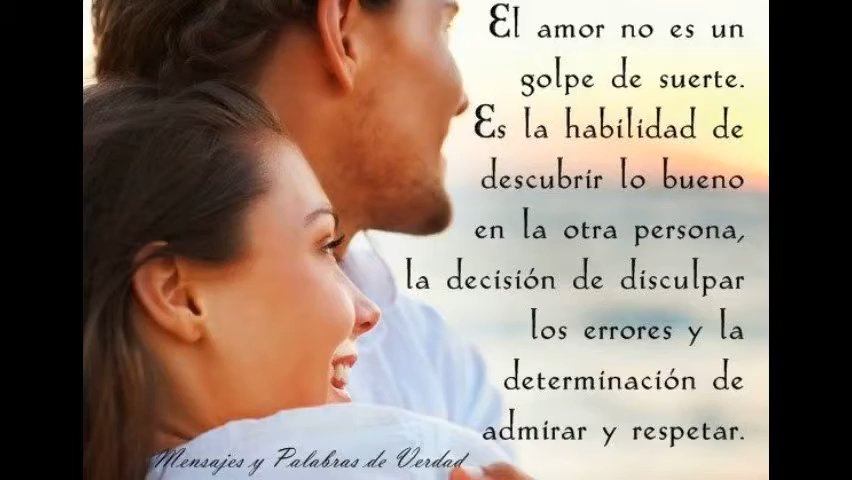 El amor no es un
golpe de suerte.
Es la habilidad de
descubrir lo bueno
en la otra persona,
la decisión de disculpar
los errores y la
determinación de
admirar y respetar.
Mensajes y Palabras de Verdad